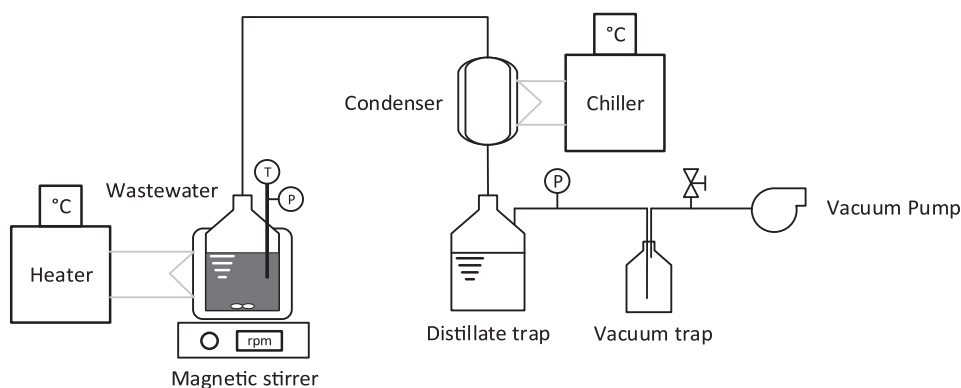 °C
Condenser
Chiller
T
Wastewater
P
P
°C
Vacuum Pump
Heater
Distillate trap
Vacuum trap
rpm
Magnetic stirrer